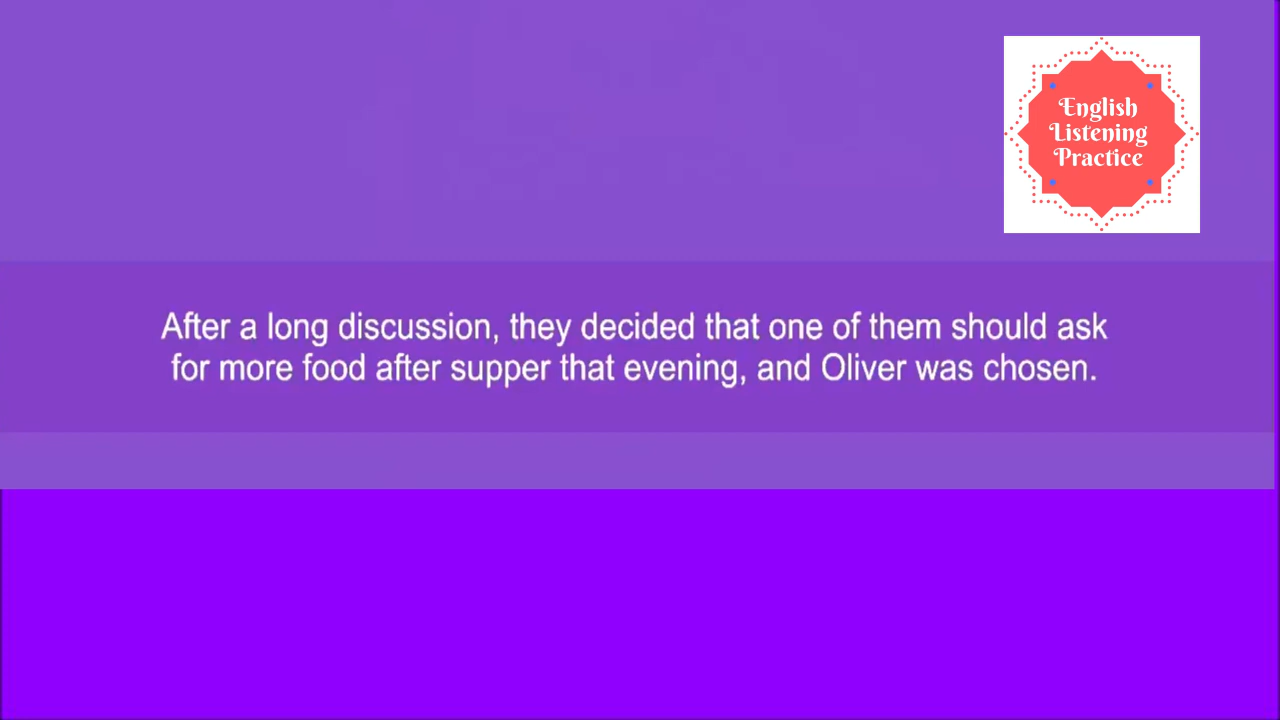 English
Listening
Practice
After a long discussion, they decided that one of them should ask
for more food after supper that evening, and Oliver was chosen.